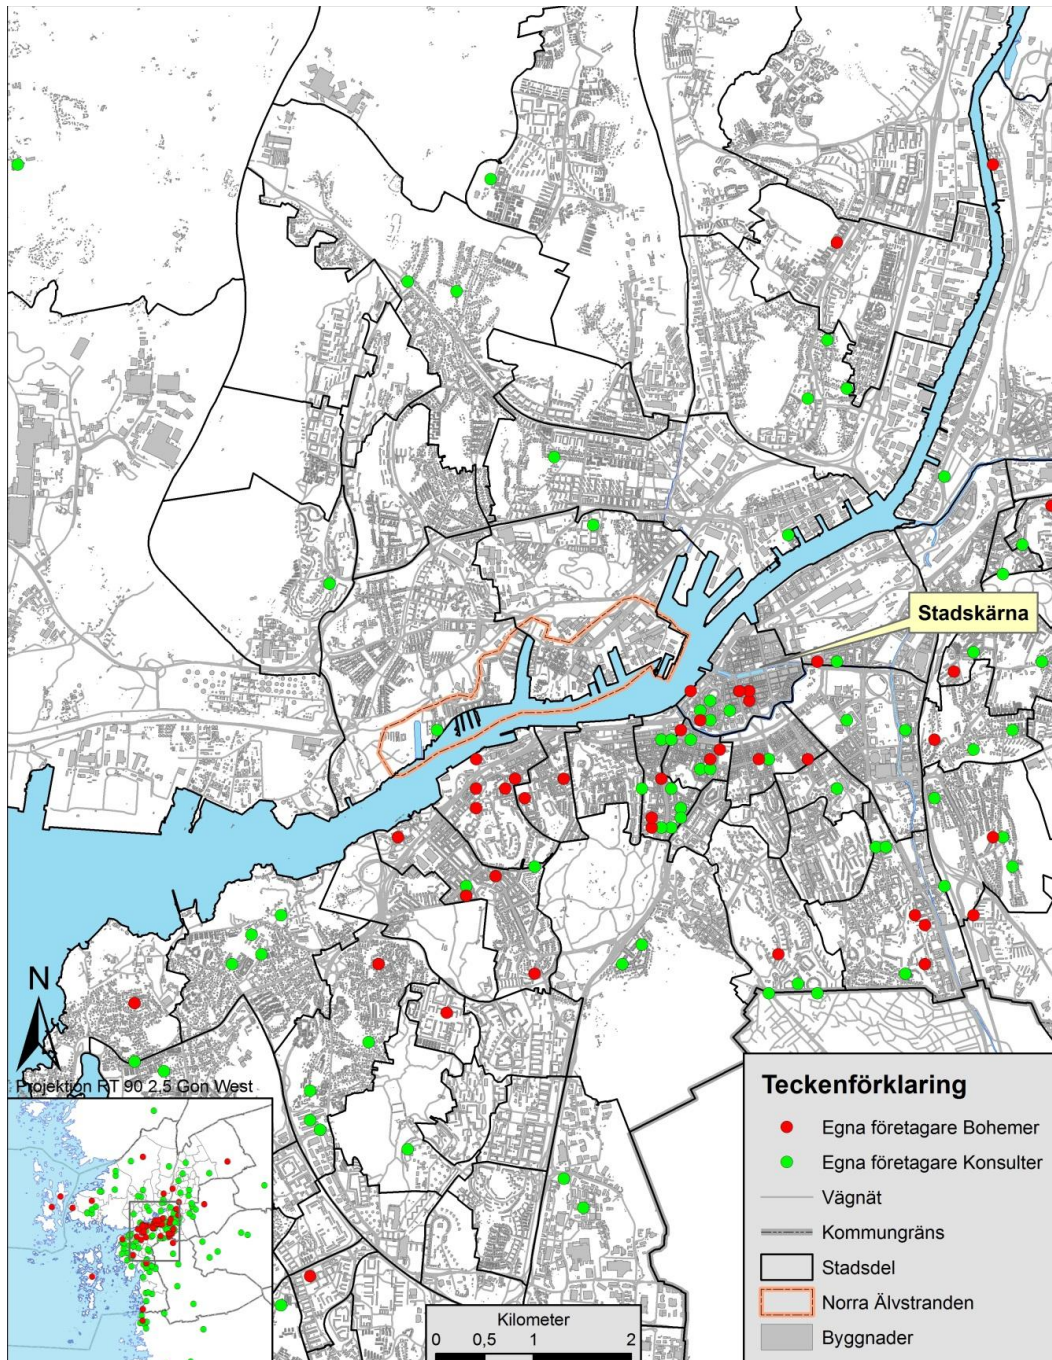 Stadskärna
N
Projektion RT 90 2,5 Gon West
Teckenförklaring
Egna företagare Bohemer
Egna företagare Konsulter
Vägnät
Kommungräns
Stadsdel
Norra Älvstranden
Byggnader
Kilometer
0 0,5 1 2